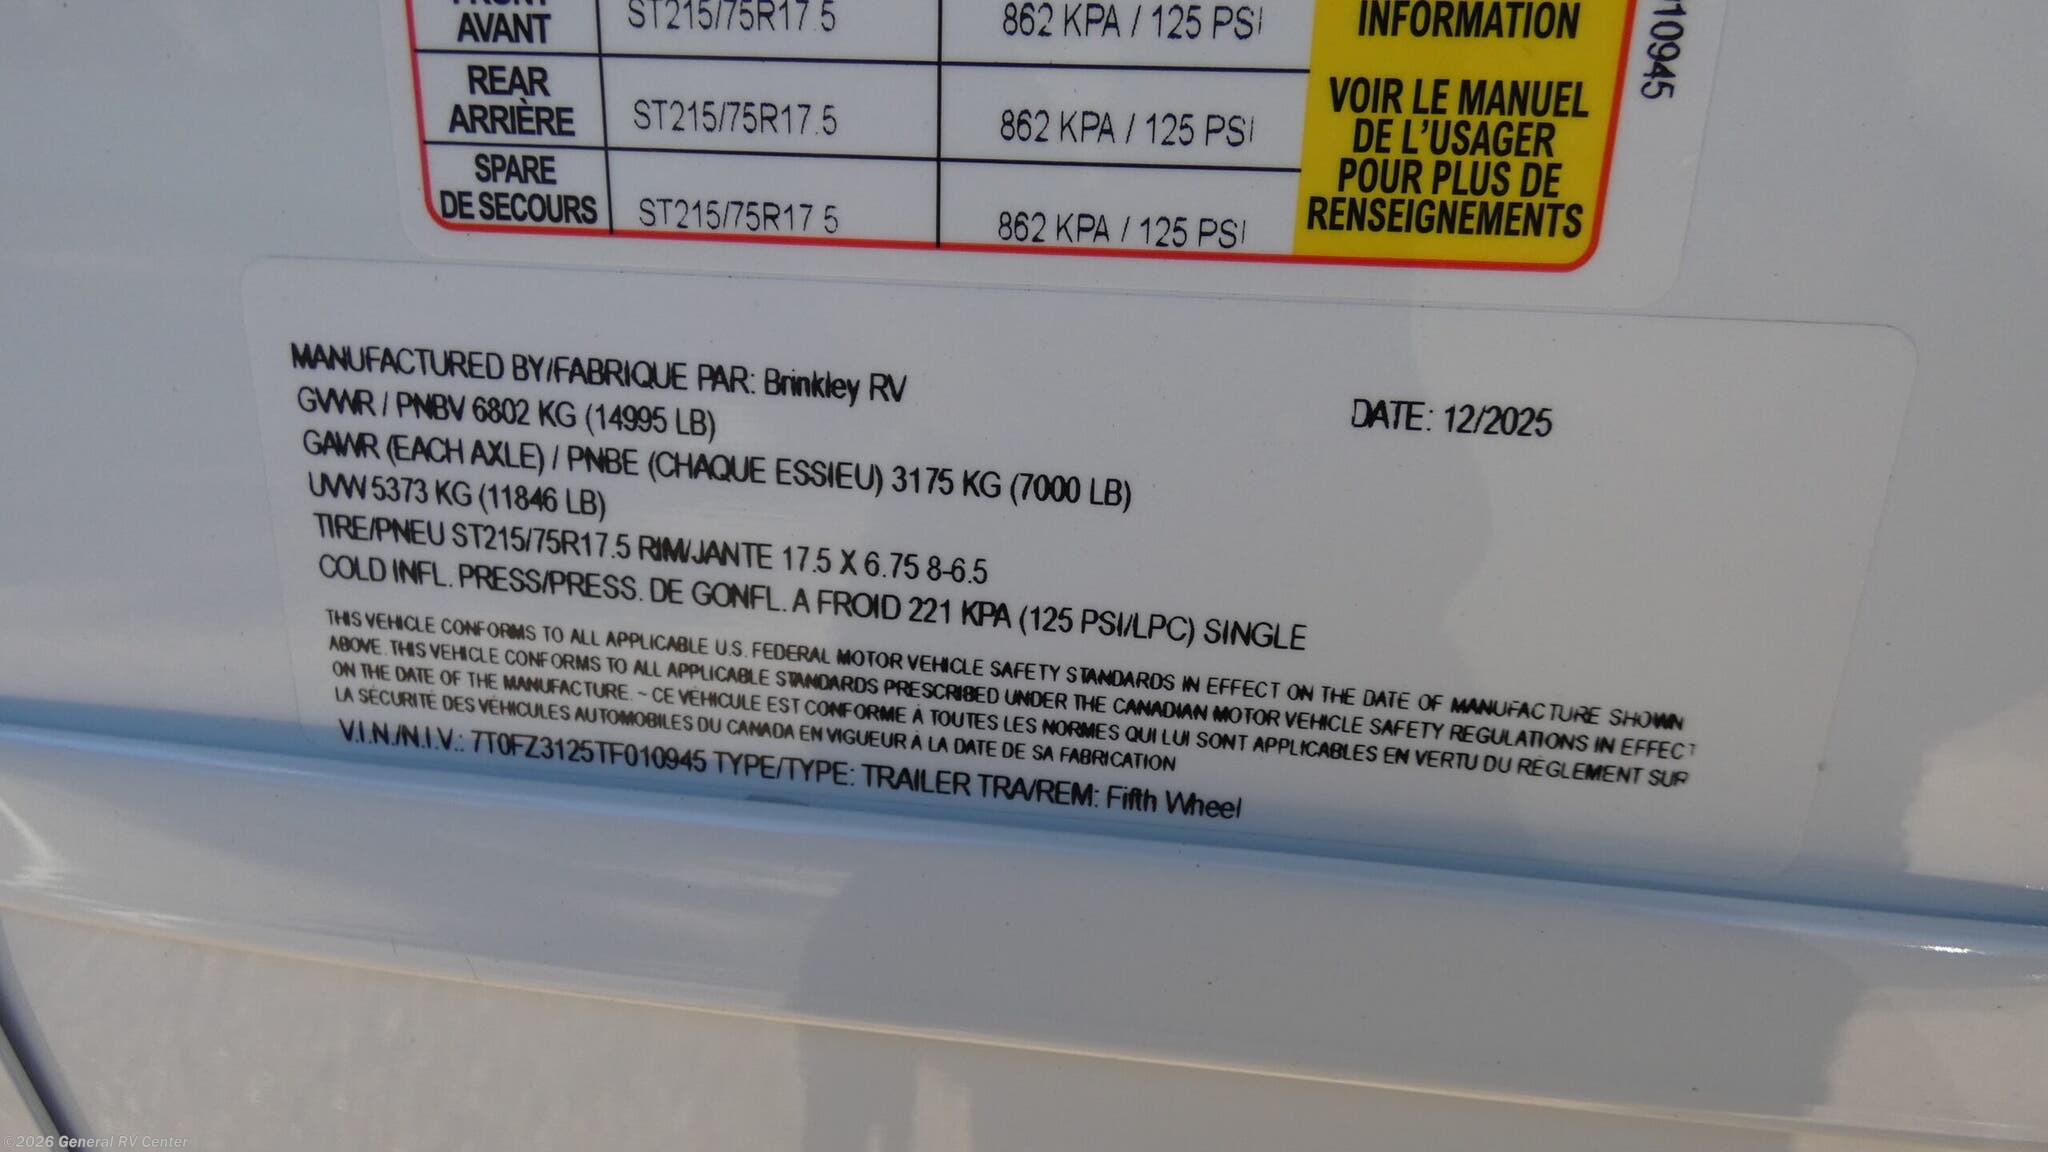 FRONT ST215/75R17.5 862 KPA / 125 PSI INFORMATION
AVANT
REAR ST215/75R17.5 862 KPA / 125 PSI
ARRIÈRE
SPARE ST215/75R17.5 862 KPA / 125 PSI
DE SECOURS
VOIR LE MANUEL
DE L'USAGER
POUR PLUS DE
RENSEIGNEMENTS
010945
MANUFACTURED BY/FABRIQUE PAR: Brinkley RV
DATE: 12/2025
GVWR / PNBV 6802 KG (14995 LB)
GAWR (EACH AXLE) / PNBE (CHAQUE ESSIEU) 3175 KG (7000 LB)
UVW 5373 KG (11846 LB)
TIRE/PNEU ST215/75R17.5 RIM/JANTE 17.5 X 6.75 8-6.5
COLD INFL. PRESS/PRESS. DE GONFL. A FROID 221 KPA (125 PSI/LPC) SINGLE
THIS VEHICLE CONFORMS TO ALL APPLICABLE U.S. FEDERAL MOTOR VEHICLE SAFETY STANDARDS IN EFFECT ON THE DATE OF MANUFACTURE SHOWN
ABOVE. THIS VEHICLE CONFORMS TO ALL APPLICABLE STANDARDS PRESCRIBED UNDER THE CANADIAN MOTOR VEHICLE SAFETY REGULATIONS IN EFFECT
ON THE DATE OF THE MANUFACTURE. ~ CE VÉHICULE EST CONFORME À TOUTES LES NORMES QUI LUI SONT APPLICABLES EN VERTU DU RÈGLEMENT SUR
LA SÉCURITÉ DES VÉHICULES AUTOMOBILES DU CANADA EN VIGUEUR À LA DATE DE SA FABRICATION
V.I.N./N.I.V.: 7T0FZ3125TF010945 TYPE/TYPE: TRAILER TRA/REM: Fifth Wheel
©2026 General RV Center